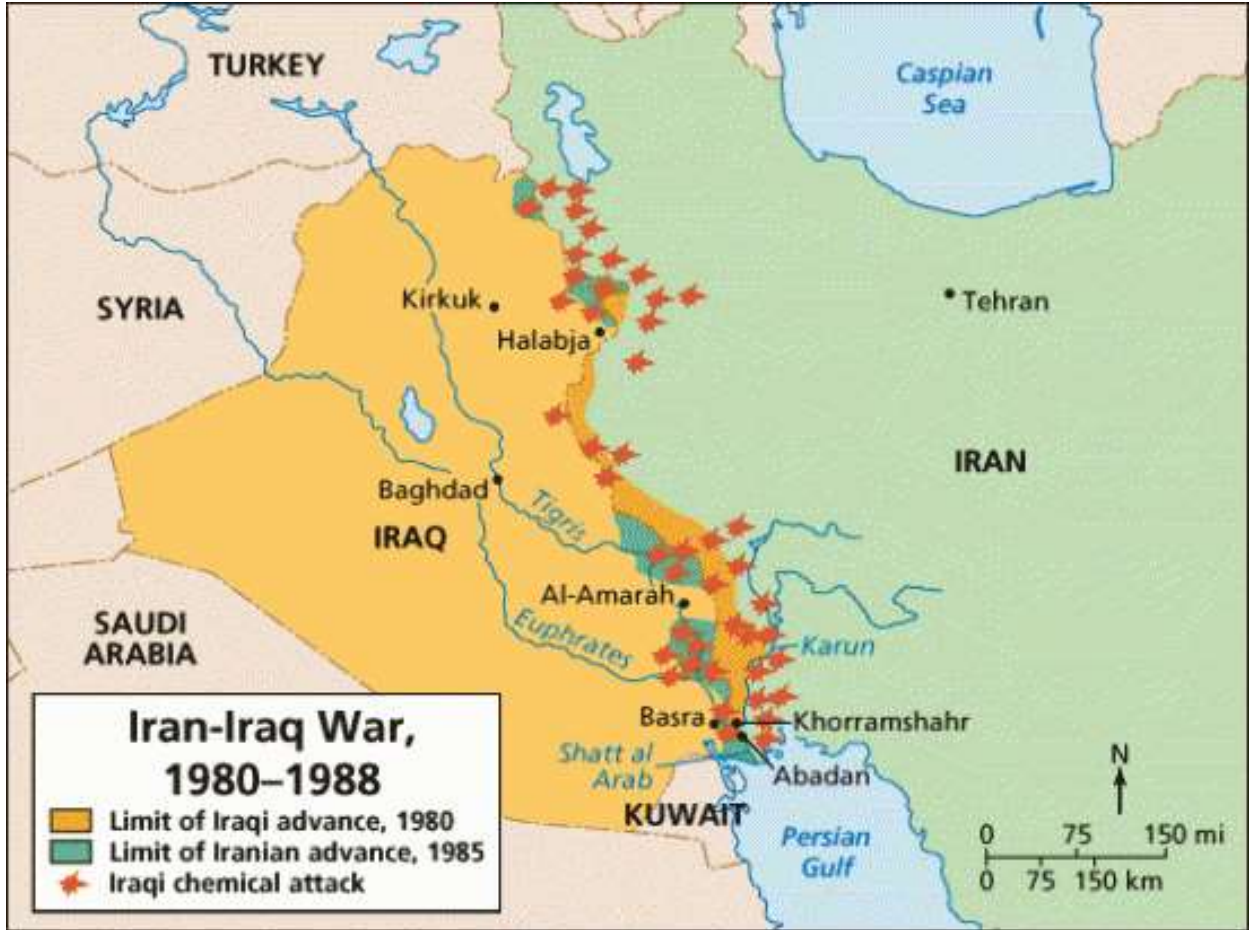 TURKEY
Caspian
Sea
SYRIA
Kirkuk
Tehran
Halabja
IRAN
Baghdad
Tigris
IRAQ
Al-Amarah
SAUDI
ARABIA
Euphrates
Karun
Basra
Khorramshahr
Shatt al
Arab
Abadan
KUWAIT
Persian
Gulf
N
0 75 150 mi
0 75 150 km
Iran-Iraq War,
1980–1988
Limit of Iraqi advance, 1980
Limit of Iranian advance, 1985
Iraqi chemical attack